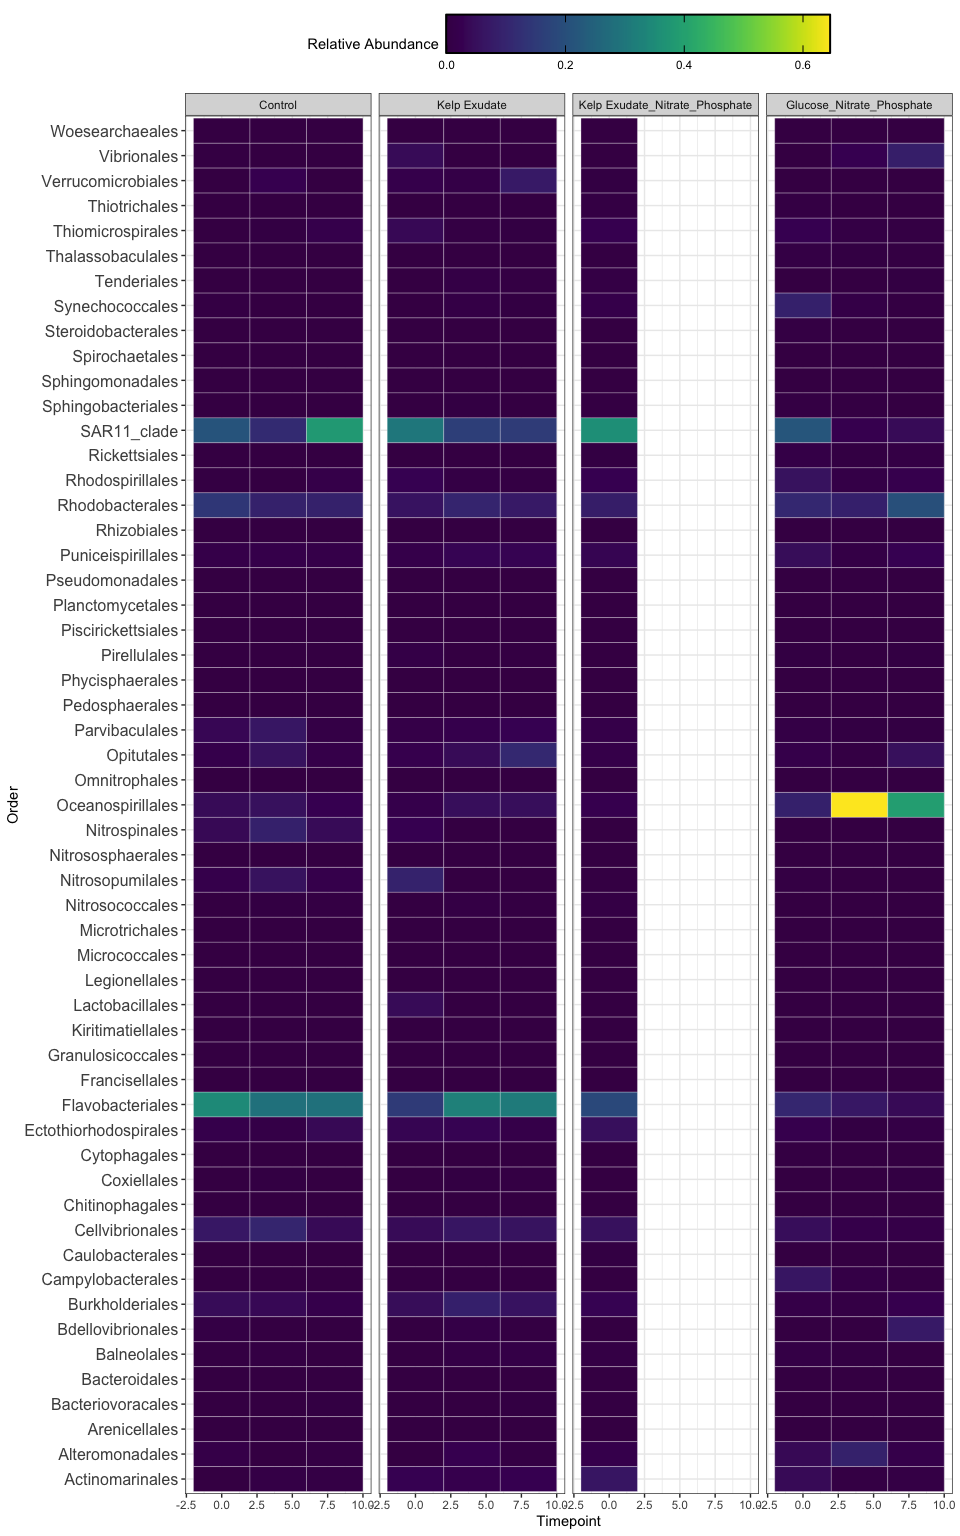 Relative Abundance
0.0 0.2 0.4 0.6
Control Kelp Exudate Kelp Exudate_Nitrate_Phosphate Glucose_Nitrate_Phosphate
Woesearchaeales
Vibrionales
Verrucomicrobiales
Thiotrichales
Thiomicrospirales
Thalassobaculales
Tenderiales
Synechococcales
Steroidobacterales
Spirochaetales
Sphingomonadales
Sphingobacteriales
SAR11_clade
Rickettsiales
Rhodospirillales
Rhodobacterales
Rhizobiales
Puniceispirillales
Pseudomonadales
Planctomycetales
Piscirickettsiales
Pirellulales
Phycisphaerales
Pedosphaerales
Parvibaculales
Opitutales
Omnitrophales
Oceanospirillales
Nitrospinales
Nitrososphaerales
Nitrosopumilales
Nitrosococcales
Microtrichales
Micrococcales
Legionellales
Lactobacillales
Kiritimatiellales
Granulosicoccales
Francisellales
Flavobacteriales
Ectothiorhodospirales
Cytophagales
Coxiellales
Chitinophagales
Cellvibrionales
Caulobacterales
Campylobacterales
Burkholderiales
Bdellovibrionales
Balneolales
Bacteroidales
Bacteriovoracales
Arenicellales
Alteromonadales
Actinomarinales
Order
-2.5 0.0 2.5 5.0 7.5 10.0 -2.5 0.0 2.5 5.0 7.5 10.0 -2.5 0.0 2.5 5.0 7.5 10.0 -2.5 0.0 2.5 5.0 7.5 10.0
Timepoint